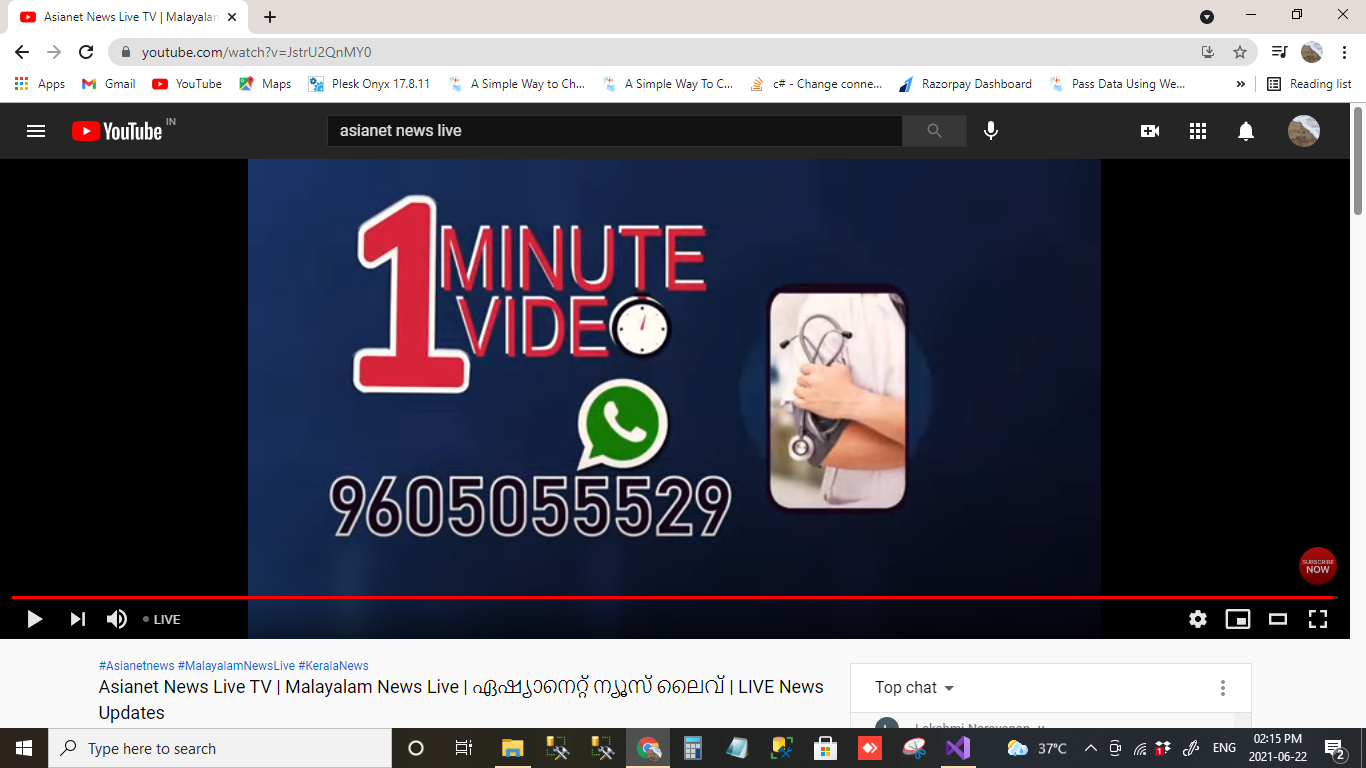 Asianet News Live TV | Malayalam
youtube.com/watch?v=JstrU2QnMY0
Apps Gmail YouTube Maps Plesk Onyx 17.8.11 A Simple Way to Ch... A Simple Way To C... c# - Change conne... Razorpay Dashboard Pass Data Using We... » Reading list
YouTube IN
asianet news live
1 MINUTE
VIDEO
9605055529
SUBSCRIBE
NOW
LIVE
#Asianetnews #MalayalamNewsLive #KeralaNews
Asianet News Live TV | Malayalam News Live | ഏഷ്യാനെറ്റ് ന്യൂസ് ലൈവ് | LIVE News
Updates
Top chat
Type here to search
37°C
ENG
02:15 PM
2021-06-22
2